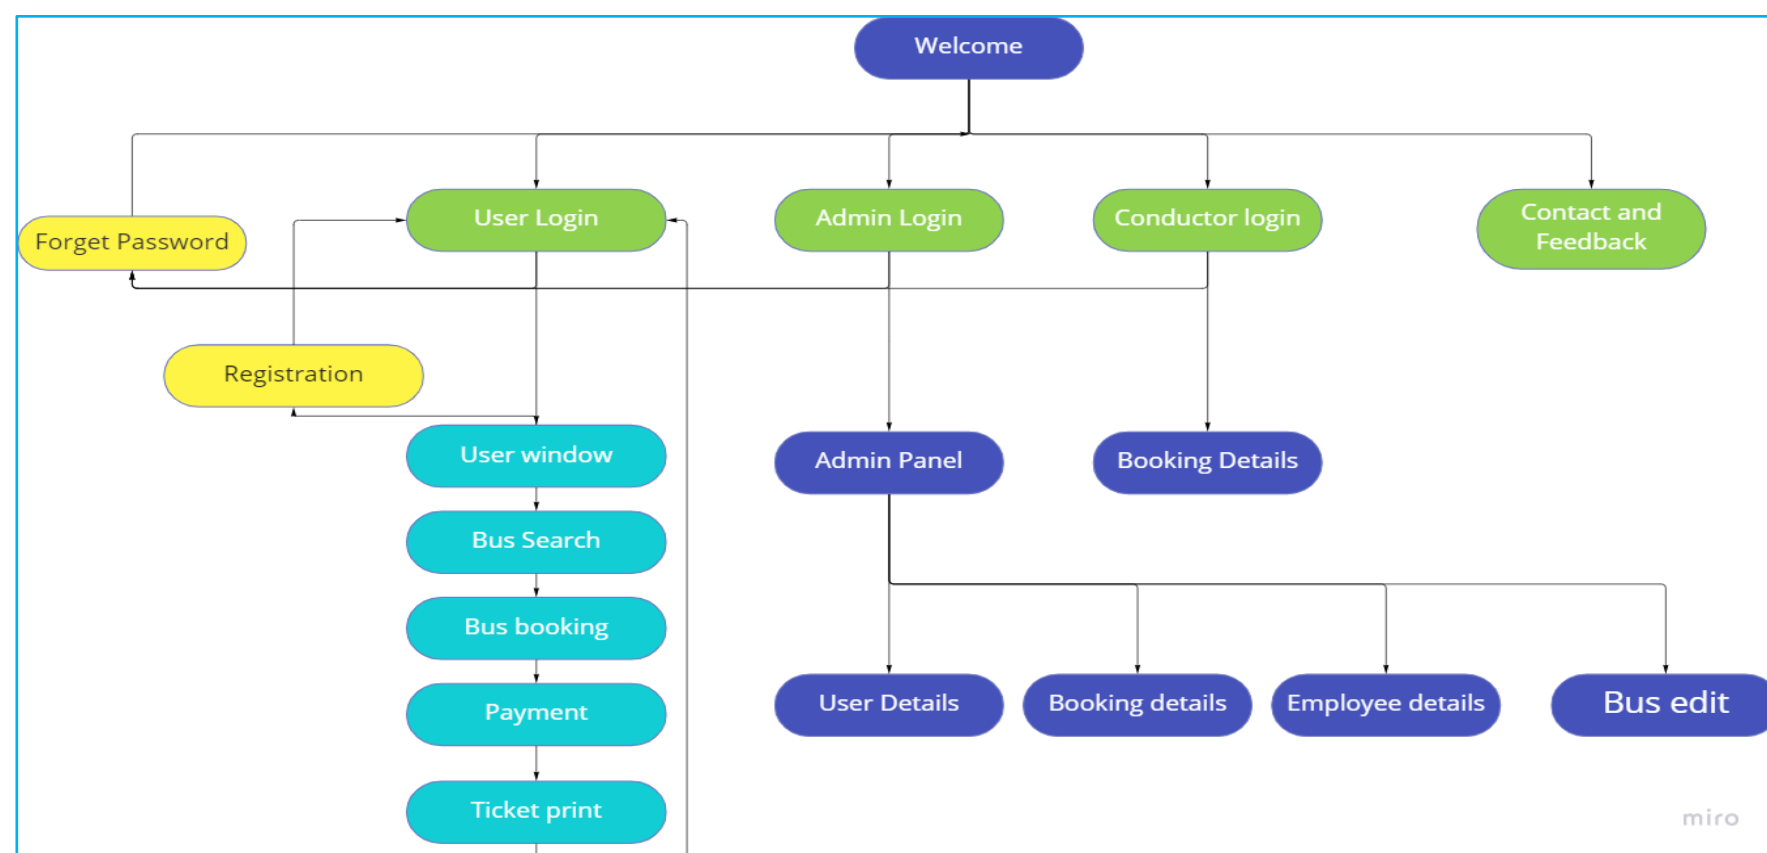 Welcome
User Login
Admin Login
Conductor login
Contact and
Feedback
Forget Password
Registration
User window
Admin Panel
Booking Details
Bus Search
Bus booking
User Details
Booking details
Employee details
Bus edit
Payment
Ticket print
miro